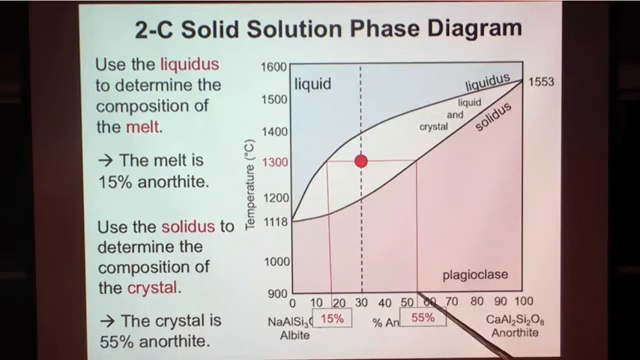 2-C Solid Solution Phase Diagram
Use the liquidus
to determine the
composition of
the melt.
→ The melt is
15% anorthite.
Use the solidus to
determine the
composition of
the crystal.
→ The crystal is
55% anorthite.
Temperature (°C)
1600
1500
1400
1300
1200
1118
1000
900
liquid
liquidus
liquid
and
crystal
solidus
1553
plagioclase
0 10 20 30 40 50 60 70 80 90 100
NaAlSi₃
Albite
15%
% An
55%
CaAl₂Si₂O₈
Anorthite